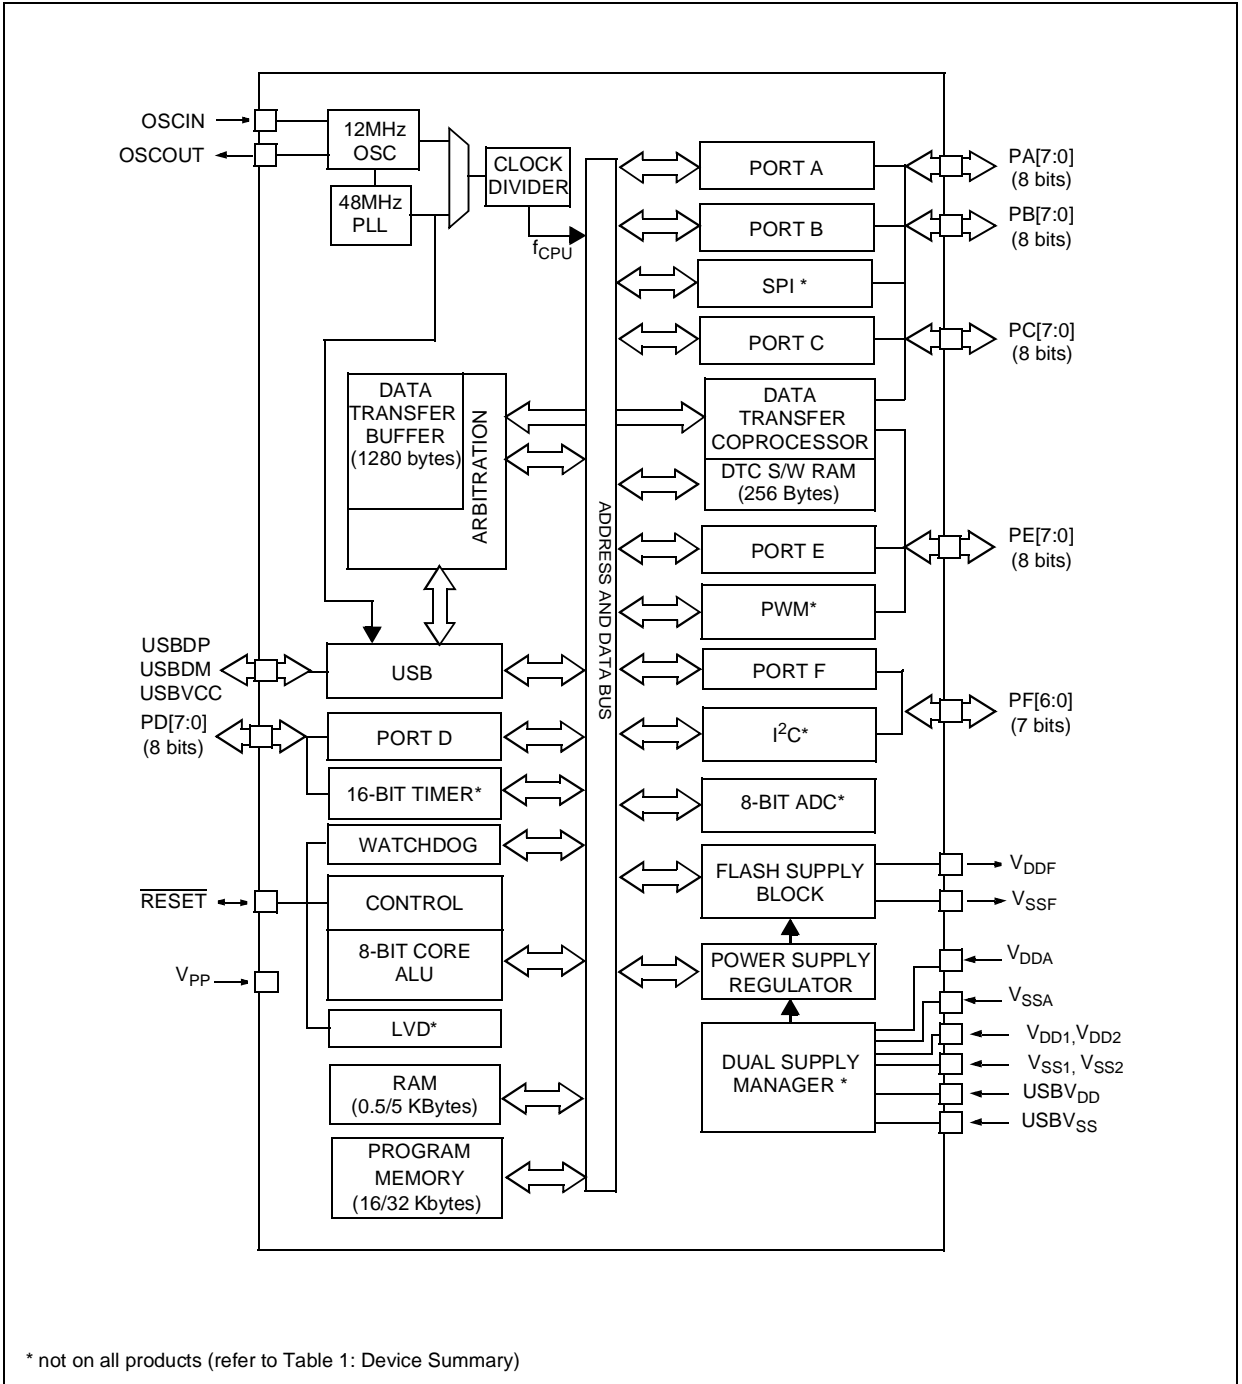 OSCIN
OSCOUT
12MHz
OSC
48MHz
PLL
CLOCK
DIVIDER
fCPU
DATA
TRANSFER
BUFFER
(1280 bytes)
ARBITRATION
USBDP
USBDM
USBVCC
USB
PD[7:0]
(8 bits)
PORT D
16-BIT TIMER*
WATCHDOG
RESET
CONTROL
8-BIT CORE
ALU
VPP
LVD*
RAM
(0.5/5 KBytes)
PROGRAM
MEMORY
(16/32 Kbytes)
ADDRESS AND DATA BUS
PORT A
PA[7:0]
(8 bits)
PORT B
PB[7:0]
(8 bits)
SPI *
PORT C
PC[7:0]
(8 bits)
DATA
TRANSFER
COPROCESSOR
DTC S/W RAM
(256 Bytes)
PORT E
PE[7:0]
(8 bits)
PWM*
PORT F
PF[6:0]
(7 bits)
I2C*
8-BIT ADC*
FLASH SUPPLY
BLOCK
VDDF
VSSF
POWER SUPPLY
REGULATOR
DUAL SUPPLY
MANAGER *
VDDA
VSSA
VDD1,VDD2
VSS1, VSS2
USBVDD
USBVSS
* not on all products (refer to Table 1: Device Summary)